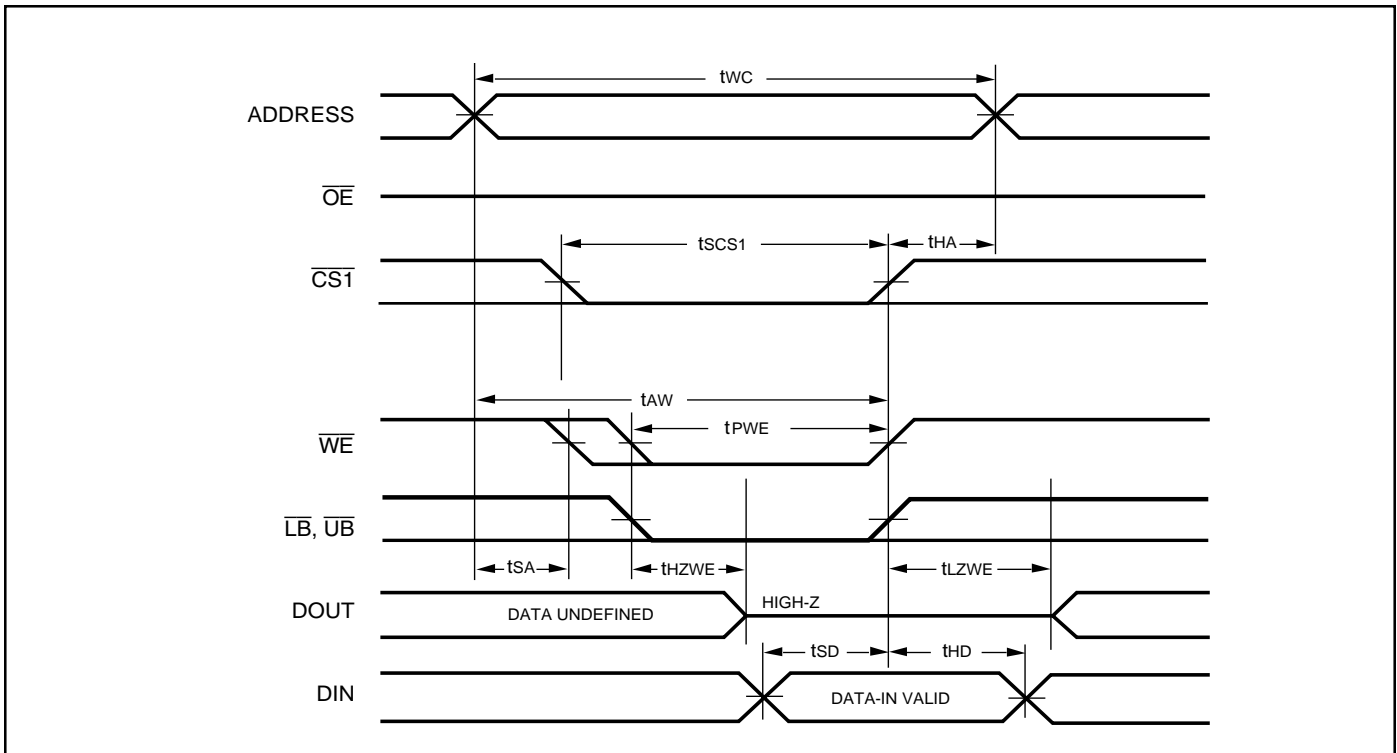 tWC
ADDRESS
OE
tSCS1
tHA
CS1
tAW
tPWE
WE
LB, UB
tSA
tHZWE
tLZWE
DOUT
DATA UNDEFINED
HIGH-Z
tSD
tHD
DIN
DATA-IN VALID